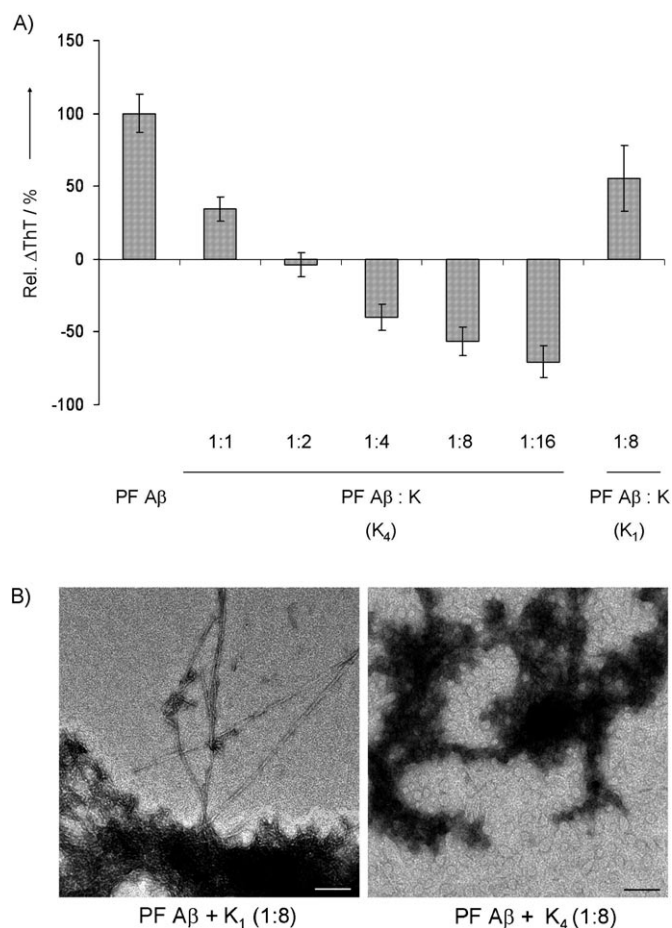 A)
150
100
50
0
-50
-100
Rel. ΔThT / %
1:1 1:2 1:4 1:8 1:16 1:8
PF Aβ PF Aβ : K PF Aβ : K
(K₄) (K₁)
B)
PF Aβ + K₁ (1:8) PF Aβ + K₄ (1:8)